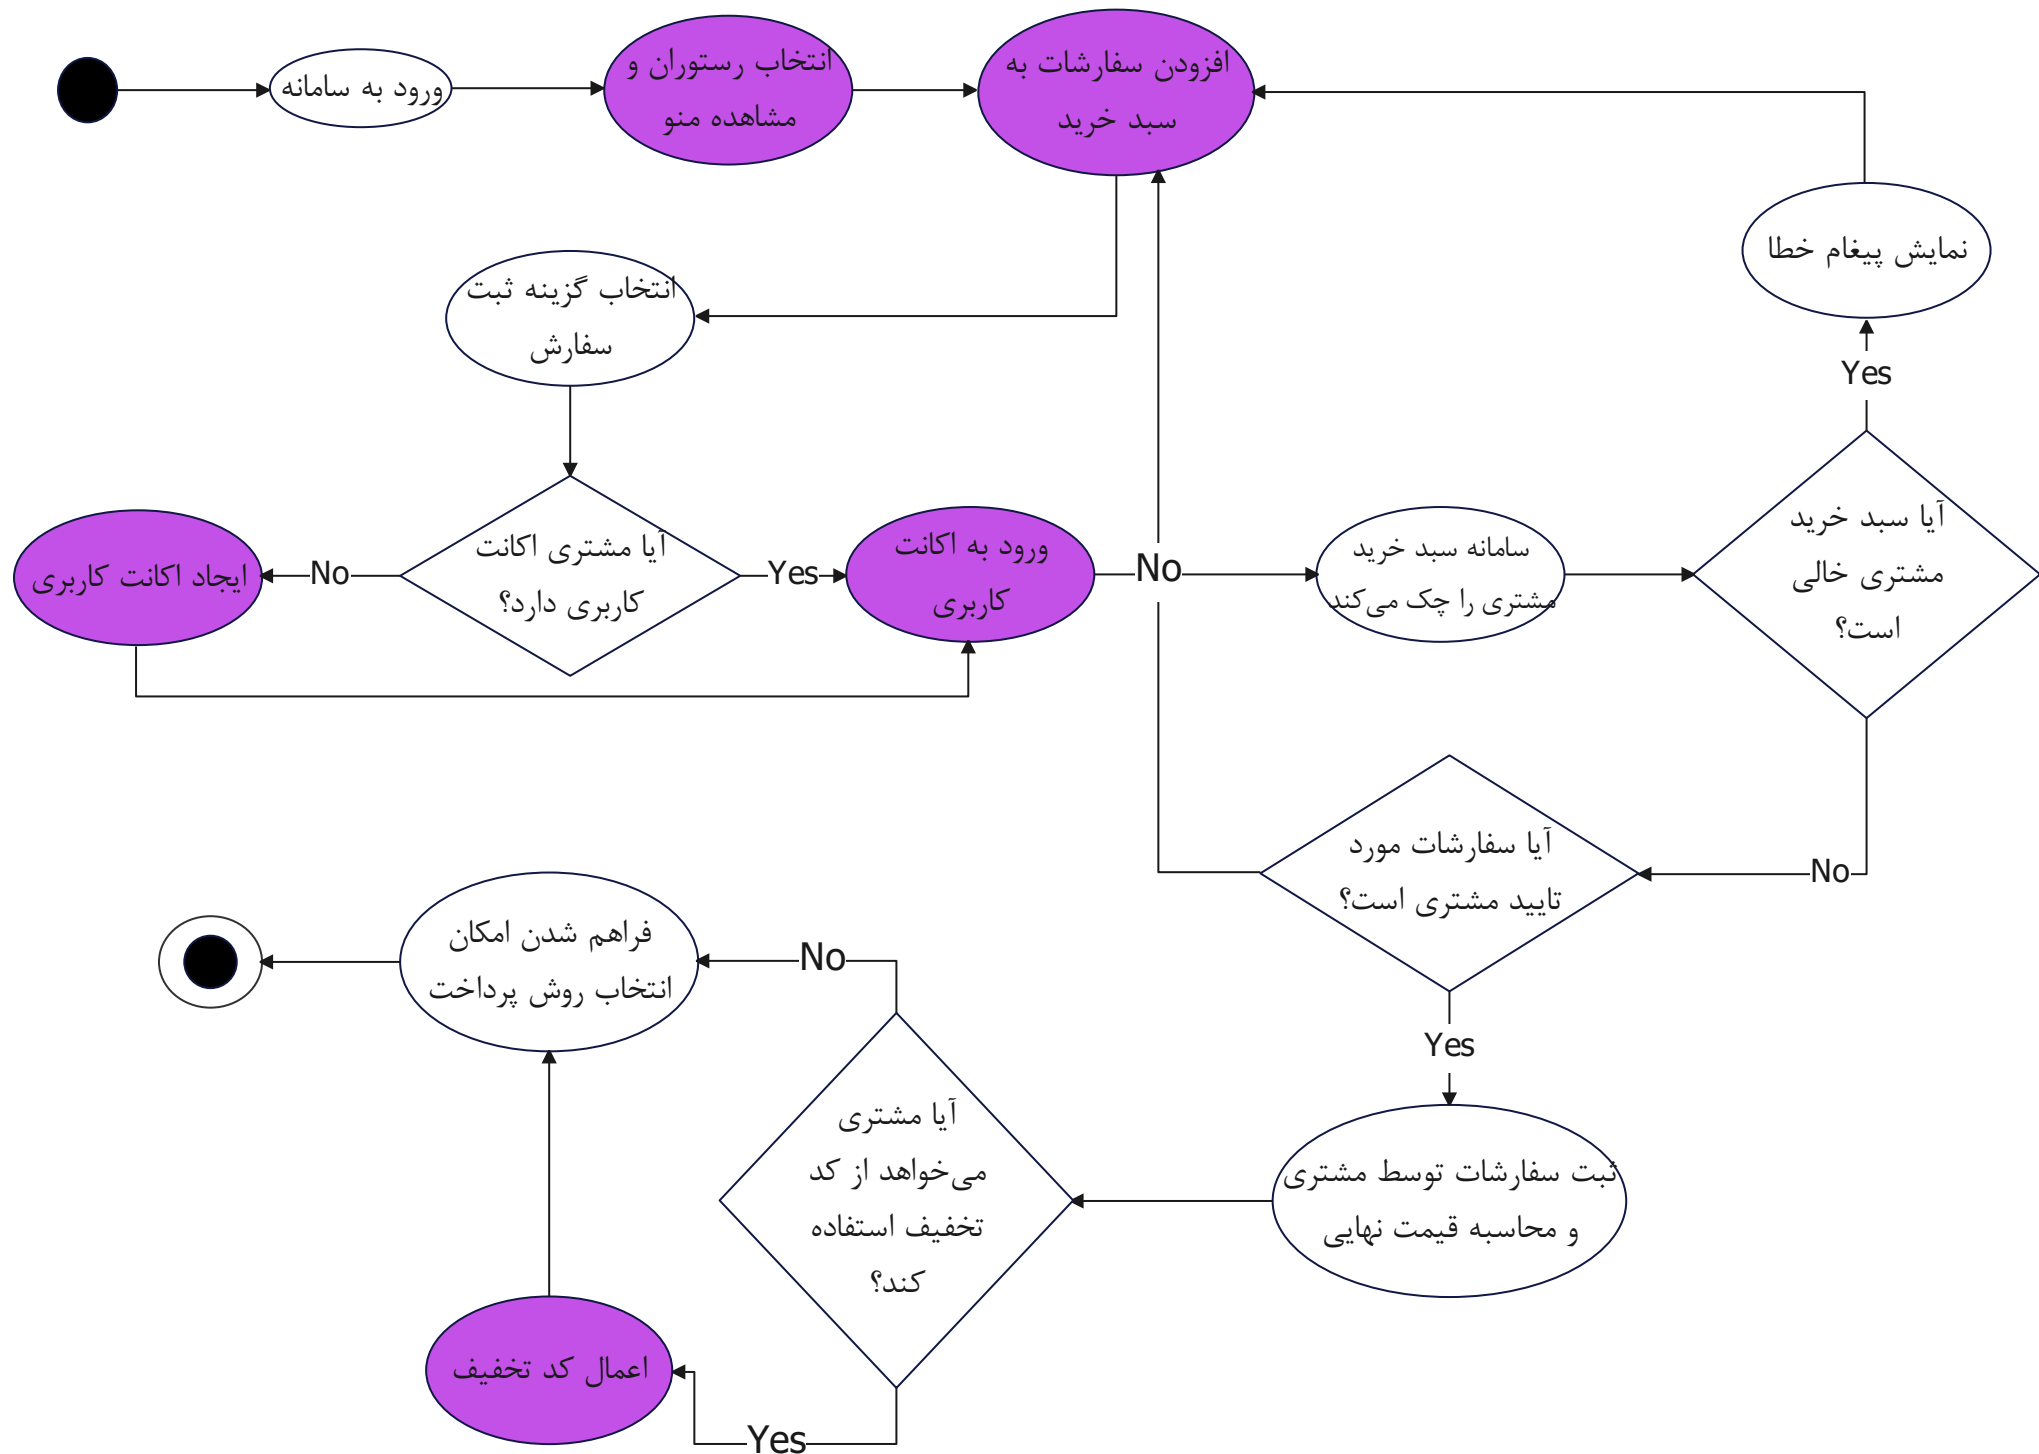 ورود به سامانه
انتخاب رستوران و
مشاهده منو
افزودن سفارشات به
سبد خرید
نمایش پیغام خطا
انتخاب گزینه ثبت
سفارش
Yes
آیا مشتری اکانت
کاربری دارد؟
No
ایجاد اکانت کاربری
Yes
ورود به اکانت
کاربری
No
سامانه سبد خرید
مشتری را چک می‌کند
آیا سبد خرید
مشتری خالی
است؟
No
آیا سفارشات مورد
تایید مشتری است؟
Yes
ثبت سفارشات توسط مشتری
و محاسبه قیمت نهایی
آیا مشتری
می‌خواهد از کد
تخفیف استفاده
کند؟
No
فراهم شدن امکان
انتخاب روش پرداخت
Yes
اعمال کد تخفیف